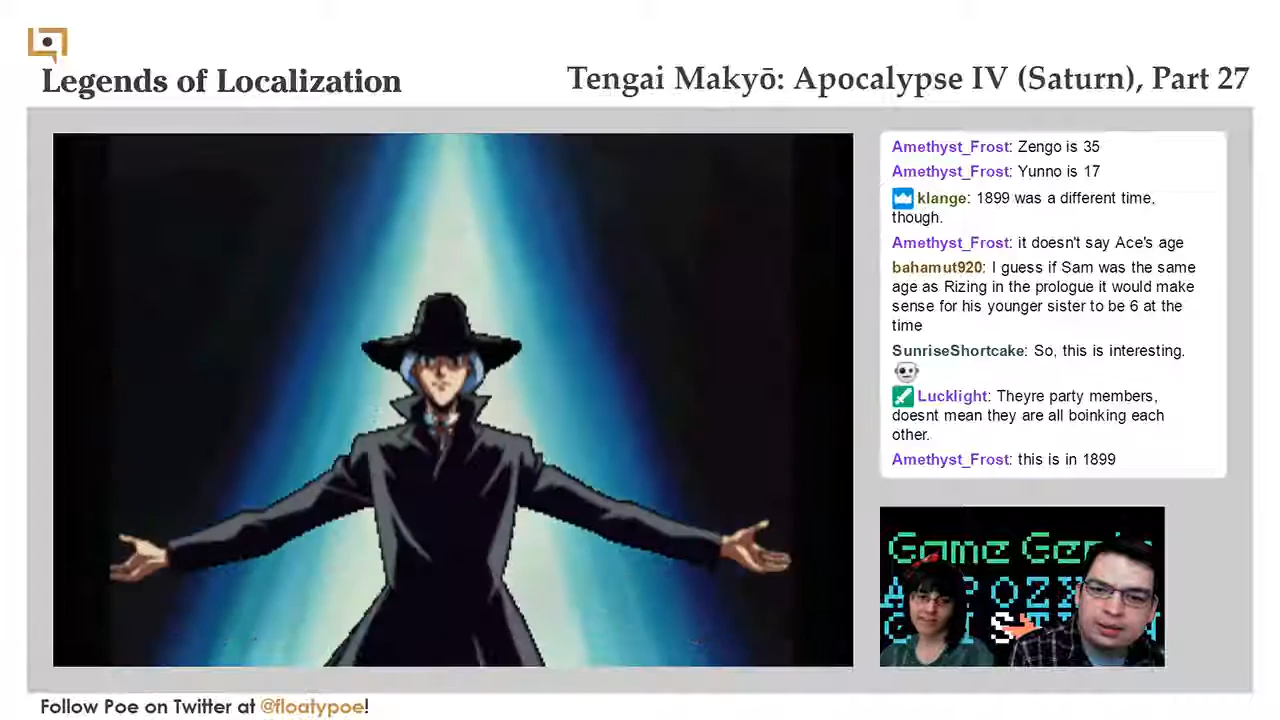 Legends of Localization
Tengai Makyō: Apocalypse IV (Saturn), Part 27
Amethyst_Frost: Zengo is 35
Amethyst_Frost: Yunno is 17
klange: 1899 was a different time,
though.
Amethyst_Frost: it doesn't say Ace's age
bahamut920: I guess if Sam was the same
age as Rizing in the prologue it would make
sense for his younger sister to be 6 at the
time
SunriseShortcake: So, this is interesting.
Lucklight: Theyre party members,
doesnt mean they are all boinking each
other.
Amethyst_Frost: this is in 1899
Game Geni
Follow Poe on Twitter at @floatypoe!